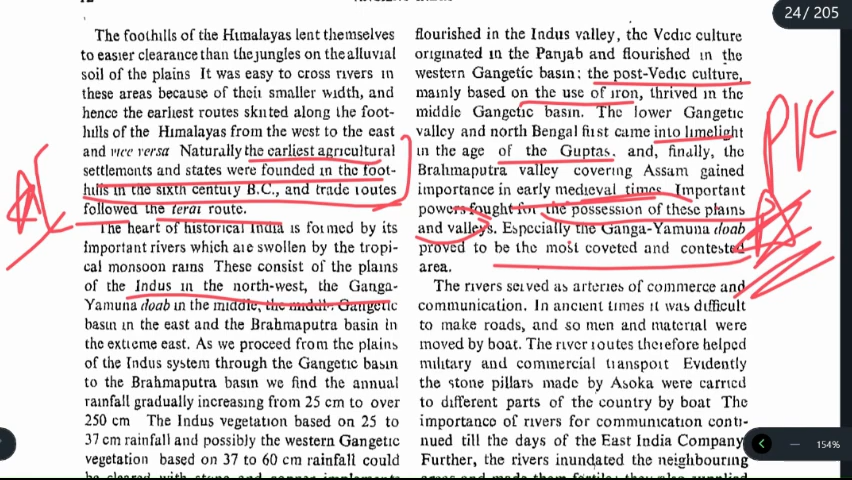 24 / 205
The foothills of the Himalayas lent themselves
to easier clearance than the jungles on the alluvial
soil of the plains It was easy to cross rivers in
these areas because of their smaller width, and
hence the earliest routes skirted along the foot-
hills of the Himalayas from the west to the east
and vice versa Naturally the earliest agricultural
settlements and states were founded in the foot-
hills in the sixth century B.C., and trade routes
followed the terai route.
The heart of historical India is formed by its
important rivers which are swollen by the tropi-
cal monsoon rains These consist of the plains
of the Indus in the north-west, the Ganga-
Yamuna doab in the middle, the middle Gangetic
basin in the east and the Brahmaputra basin in
the extieme east. As we proceed from the plains
of the Indus system through the Gangetic basin
to the Brahmaputra basin we find the annual
rainfall gradually increasing from 25 cm to over
250 cm The Indus vegetation based on 25 to
37 cm rainfall and possibly the western Gangetic
vegetation based on 37 to 60 cm rainfall could
be cleared with stone and copper implements
flourished in the Indus valley, the Vedic culture
originated in the Panjab and flourished in the
western Gangetic basin; the post-Vedic culture,
mainly based on the use of iron, thrived in the
middle Gangetic basin. The lower Gangetic
valley and north Bengal first came into limelight
in the age of the Guptas. and, finally, the
Brahmaputra valley covering Assam gained
importance in early medieval times Important
powers fought for the possession of these plains
and valleys. Especially the Ganga-Yamuna doab
proved to be the most coveted and contested
area.
The rivers served as arteries of commerce and
communication. In ancient times it was difficult
to make roads, and so men and material were
moved by boat. The river routes therefore helped
military and commercial transport Evidently
the stone pillars made by Asoka were carried
to different parts of the country by boat The
importance of rivers for communication conti-
nued till the days of the East India Company
Further, the rivers inundated the neighbouring
PVC
154%